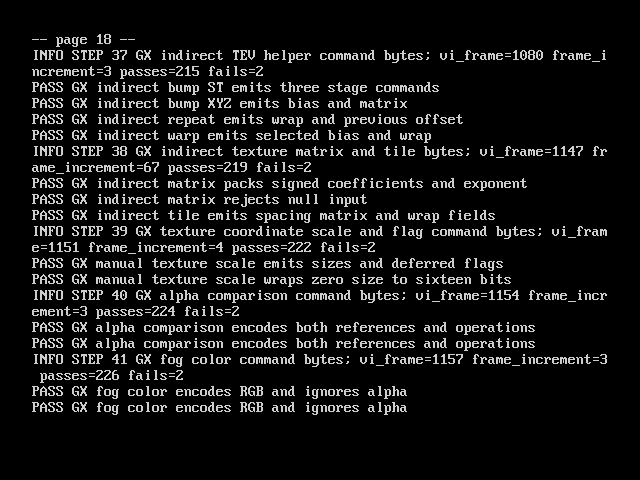 -- page 18 --
INFO STEP 37 GX indirect TEV helper command bytes; vi_frame=1080 frame_i
ncrement=3 passes=215 fails=2
PASS GX indirect bump ST emits three stage commands
PASS GX indirect bump XYZ emits bias and matrix
PASS GX indirect repeat emits wrap and previous offset
PASS GX indirect warp emits selected bias and wrap
INFO STEP 38 GX indirect texture matrix and tile bytes; vi_frame=1147 fr
ame_increment=67 passes=219 fails=2
PASS GX indirect matrix packs signed coefficients and exponent
PASS GX indirect matrix rejects null input
PASS GX indirect tile emits spacing matrix and wrap fields
INFO STEP 39 GX texture coordinate scale and flag command bytes; vi_fram
e=1151 frame_increment=4 passes=222 fails=2
PASS GX manual texture scale emits sizes and deferred flags
PASS GX manual texture scale wraps zero size to sixteen bits
INFO STEP 40 GX alpha comparison command bytes; vi_frame=1154 frame_incr
ement=3 passes=224 fails=2
PASS GX alpha comparison encodes both references and operations
PASS GX alpha comparison encodes both references and operations
INFO STEP 41 GX fog color command bytes; vi_frame=1157 frame_increment=3
 passes=226 fails=2
PASS GX fog color encodes RGB and ignores alpha
PASS GX fog color encodes RGB and ignores alpha